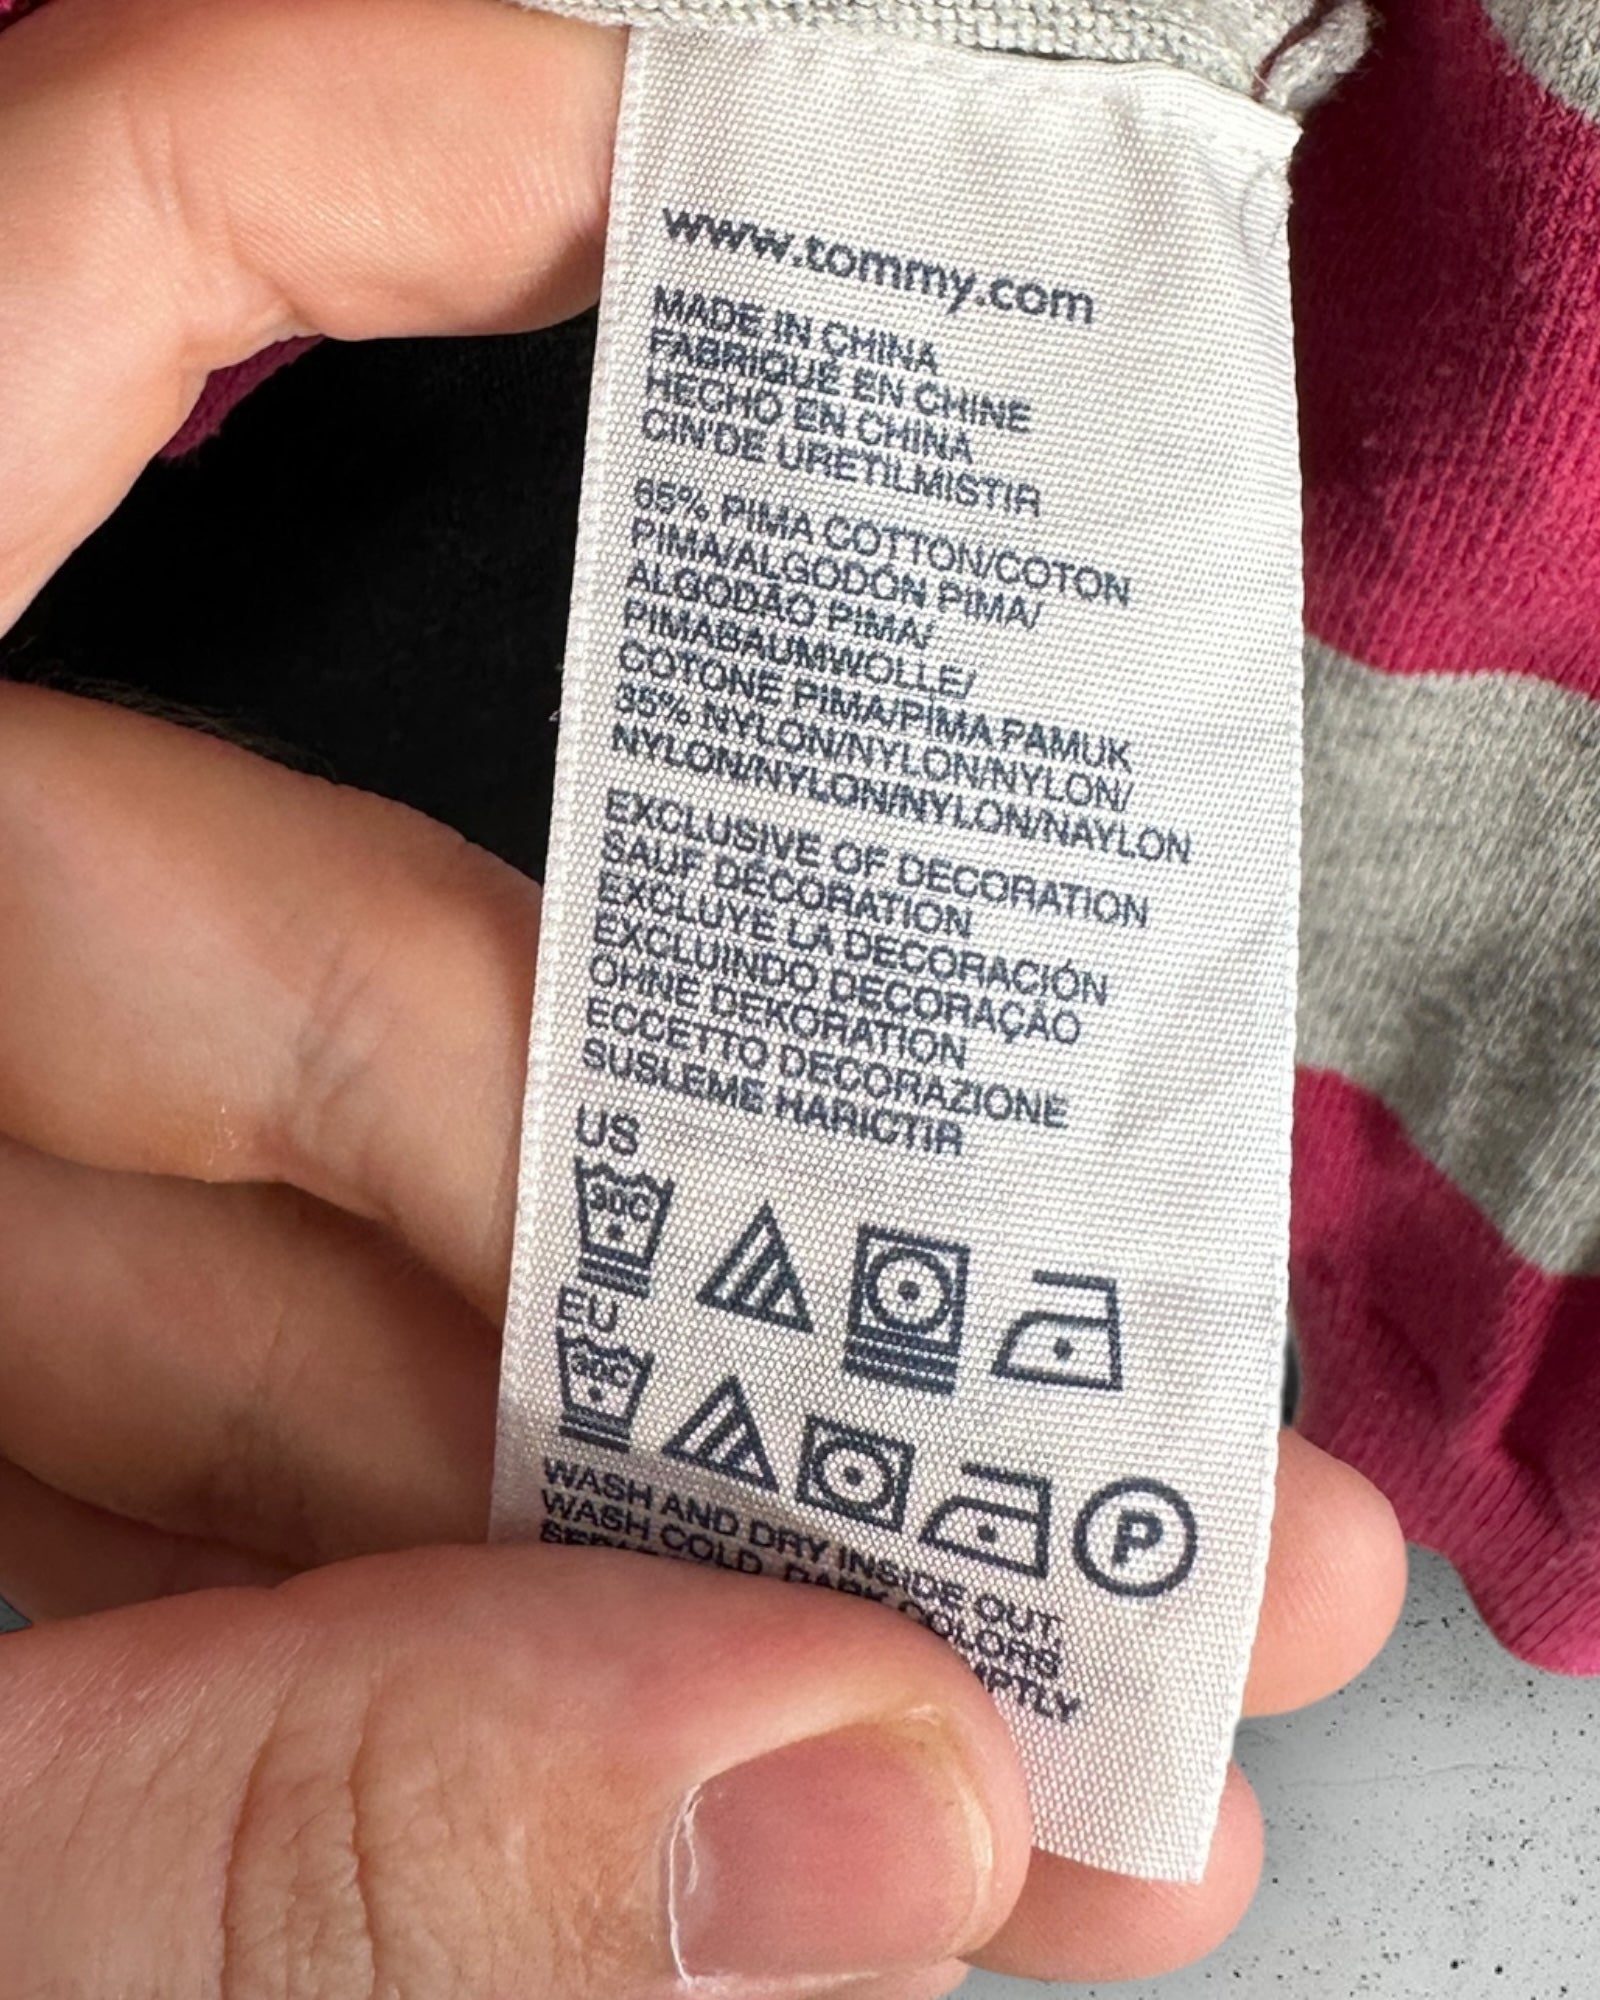 www.tommy.com
MADE IN CHINA
FABRIQUÉ EN CHINE
HECHO EN CHINA
CIN'DE URETILMISTIR
65% PIMA COTTON/COTON
PIMA/ALGODÓN PIMA/
ALGODÃO PIMA/
PIMABAUMWOLLE/
COTONE PIMA/PIMA PAMUK
35% NYLON/NYLON/NYLON/
NYLON/NYLON/NYLON/NAYLON
EXCLUSIVE OF DECORATION
SAUF DÉCORATION
EXCLUYE LA DECORACIÓN
EXCLUINDO DECORAÇÃO
OHNE DEKORATION
ECCETTO DECORAZIONE
SUSLEME HARICTIR
US
30C
EU
30C
P
WASH AND DRY INSIDE OUT,
WASH COLD, DARK COLORS